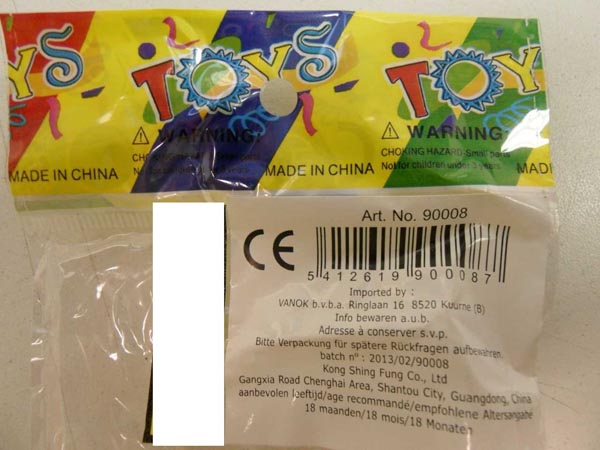 YS TOYS TOY
WARNING: WARNING:
CHOKING HAZARD-Small parts
Not for children under 3 years
MADE IN CHINA MADE IN CHINA MADE IN
Art. No. 90008
CE
5 412619 900087
Imported by :
VANOK b.v.b.a. Ringlaan 16 8520 Kuurne (B)
Info bewaren a.u.b.
Adresse à conserver s.v.p.
Bitte Verpackung für spätere Rückfragen aufbewahren.
batch n° : 2013/02/90008
Kong Shing Fung Co., Ltd
Gangxia Road Chenghai Area, Shantou City, Guangdong, China
aanbevolen leeftijd/age recommandé/empfohlene Altersangabe
18 maanden/18 mois/18 Monaten